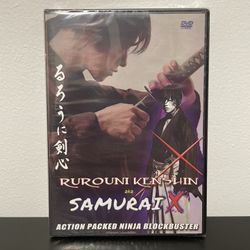 DVD
るろうに剣心
RUROUNI KENSHIN
aka
SAMURAI X
ACTION PACKED NINJA BLOCKBUSTER